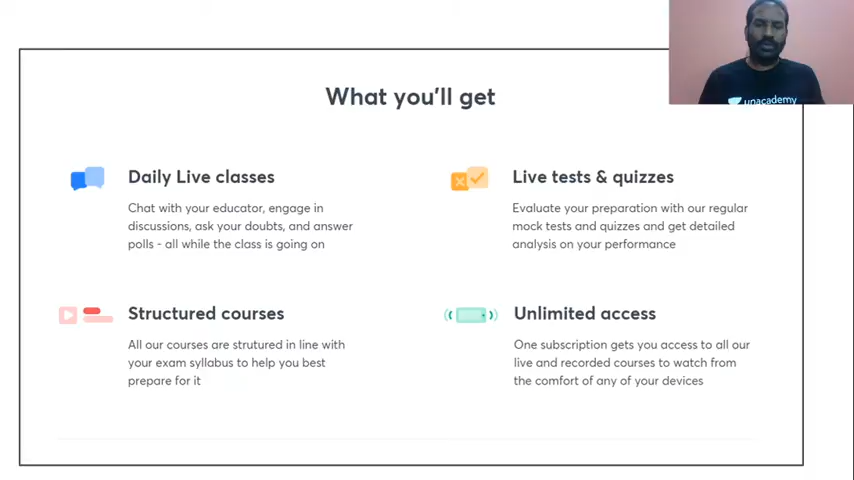 What you'll get
unacademy
Daily Live classes
Chat with your educator, engage in
discussions, ask your doubts, and answer
polls - all while the class is going on
Live tests & quizzes
Evaluate your preparation with our regular
mock tests and quizzes and get detailed
analysis on your performance
Structured courses
All our courses are strutured in line with
your exam syllabus to help you best
prepare for it
Unlimited access
One subscription gets you access to all our
live and recorded courses to watch from
the comfort of any of your devices